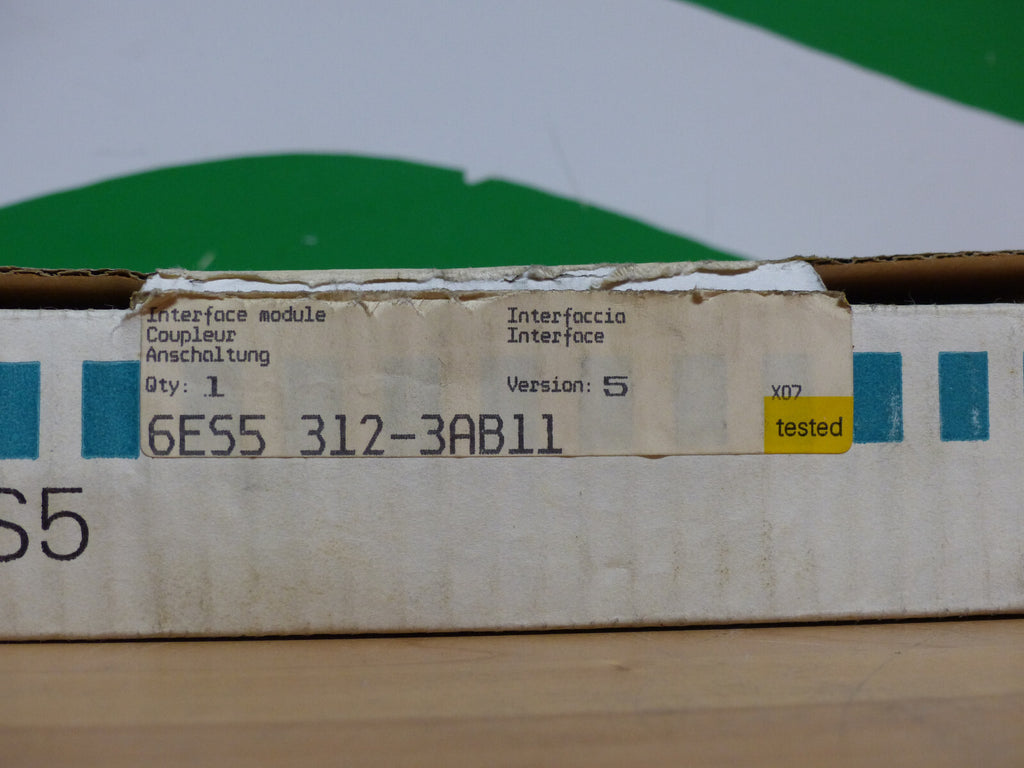 Interface module
Coupleur
Anschaltung
Interfaccia
Interface
Qty: 1
Version: 5
X07
6ES5 312-3AB11
tested
S5